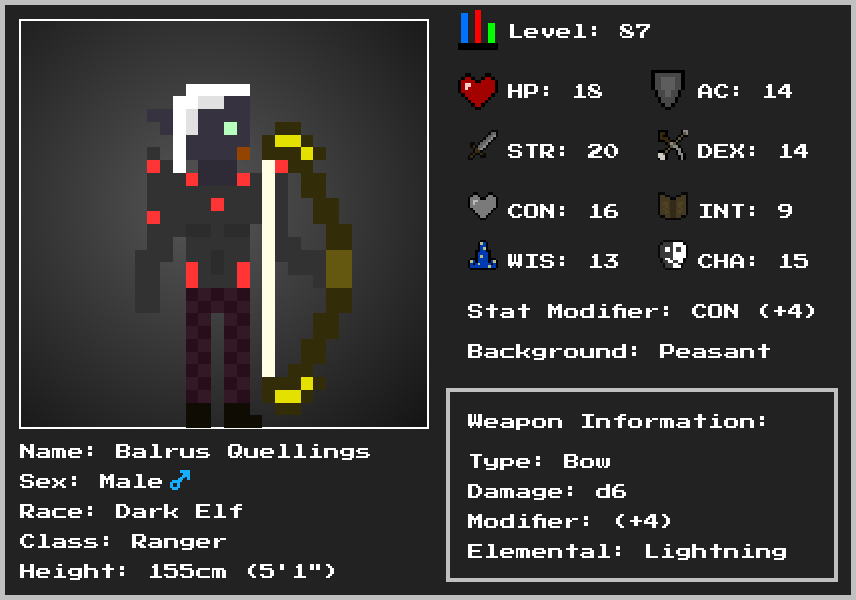 Level: 87
HP: 18
AC: 14
STR: 20
DEX: 14
CON: 16
INT: 9
WIS: 13
CHA: 15
Stat Modifier: CON (+4)
Background: Peasant
Weapon Information:
Type: Bow
Damage: d6
Modifier: (+4)
Elemental: Lightning
Name: Balrus Quellings
Sex: Male ♂
Race: Dark Elf
Class: Ranger
Height: 155cm (5'1")